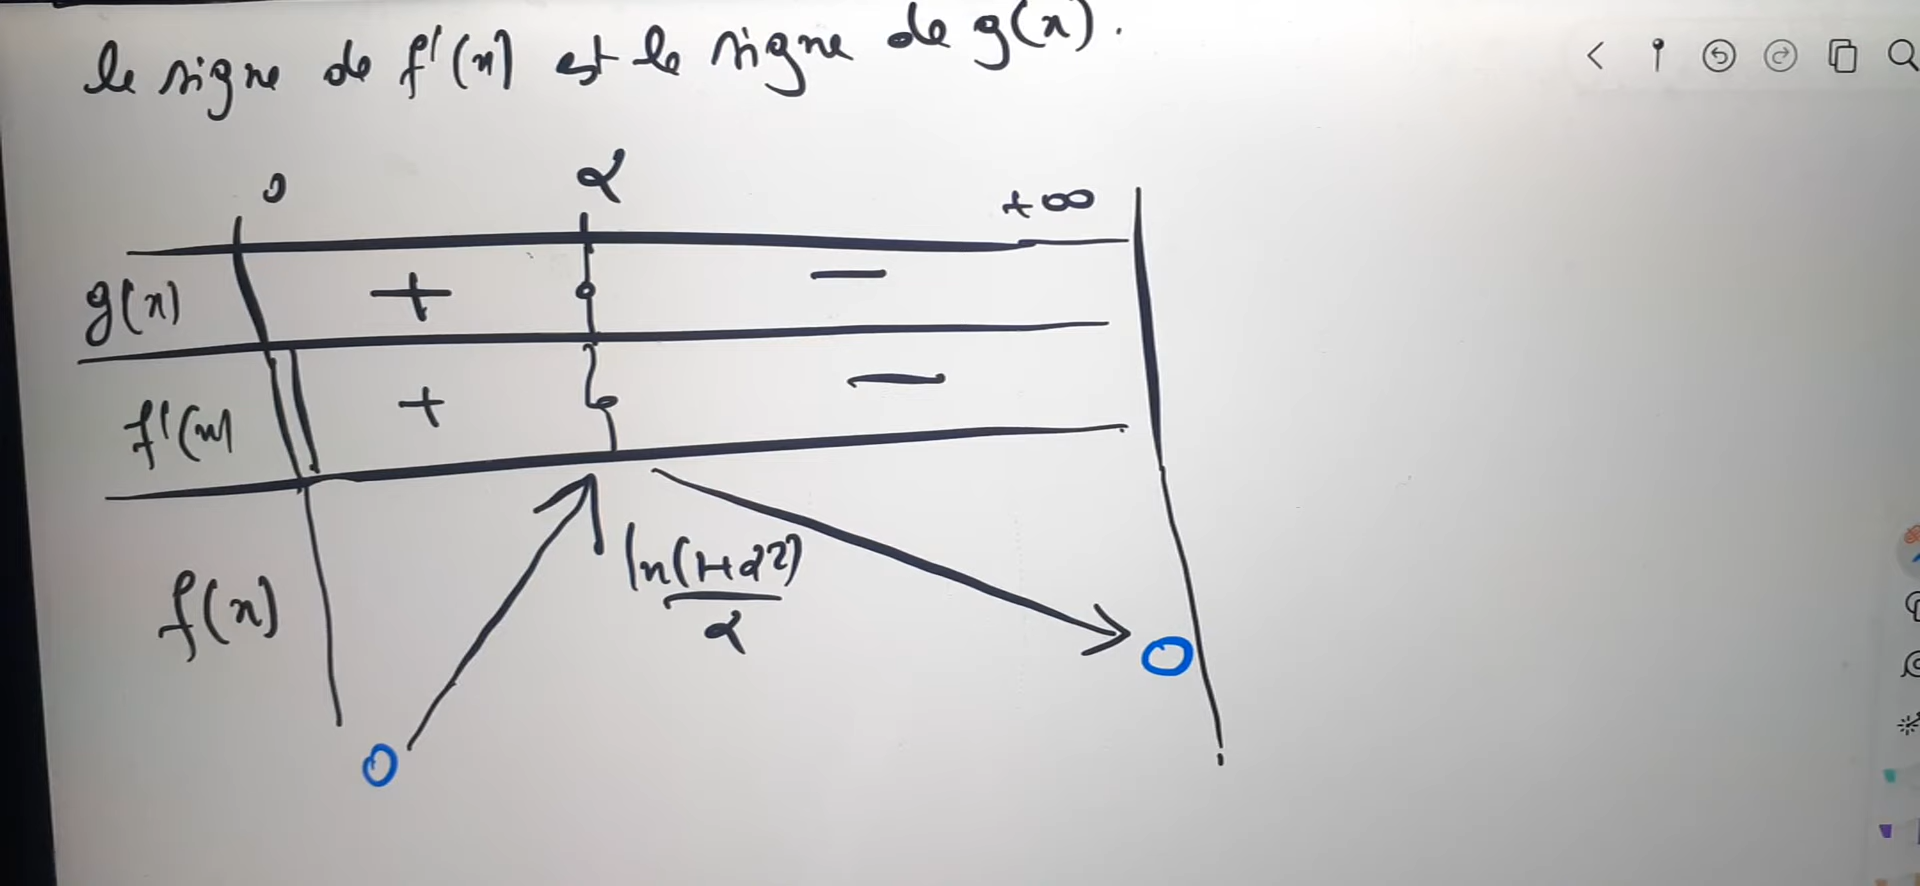 le signe de f'(x) est le signe de g(x).
0 α +∞
g(x) + 0 −
f'(x) + 0 −
f(x)
ln(1+α²)
α
0
0